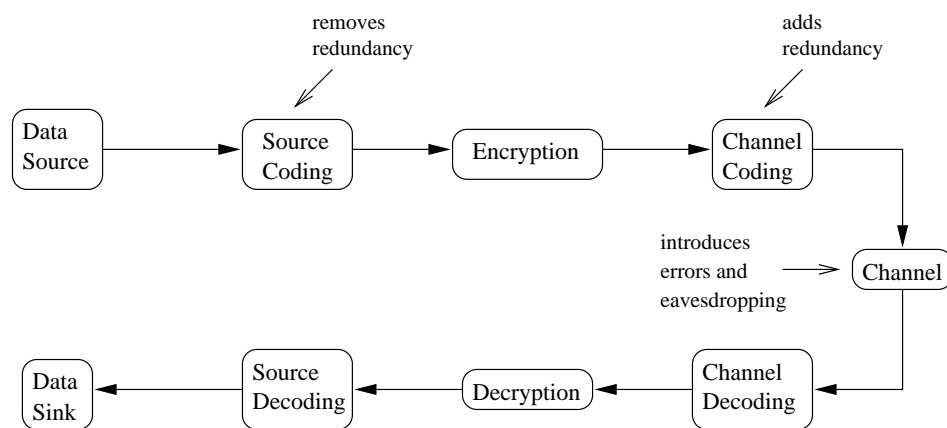 removes
redundancy
adds
redundancy
Data
Source
Source
Coding
Encryption
Channel
Coding
introduces
errors and
eavesdropping
Channel
Data
Sink
Source
Decoding
Decryption
Channel
Decoding